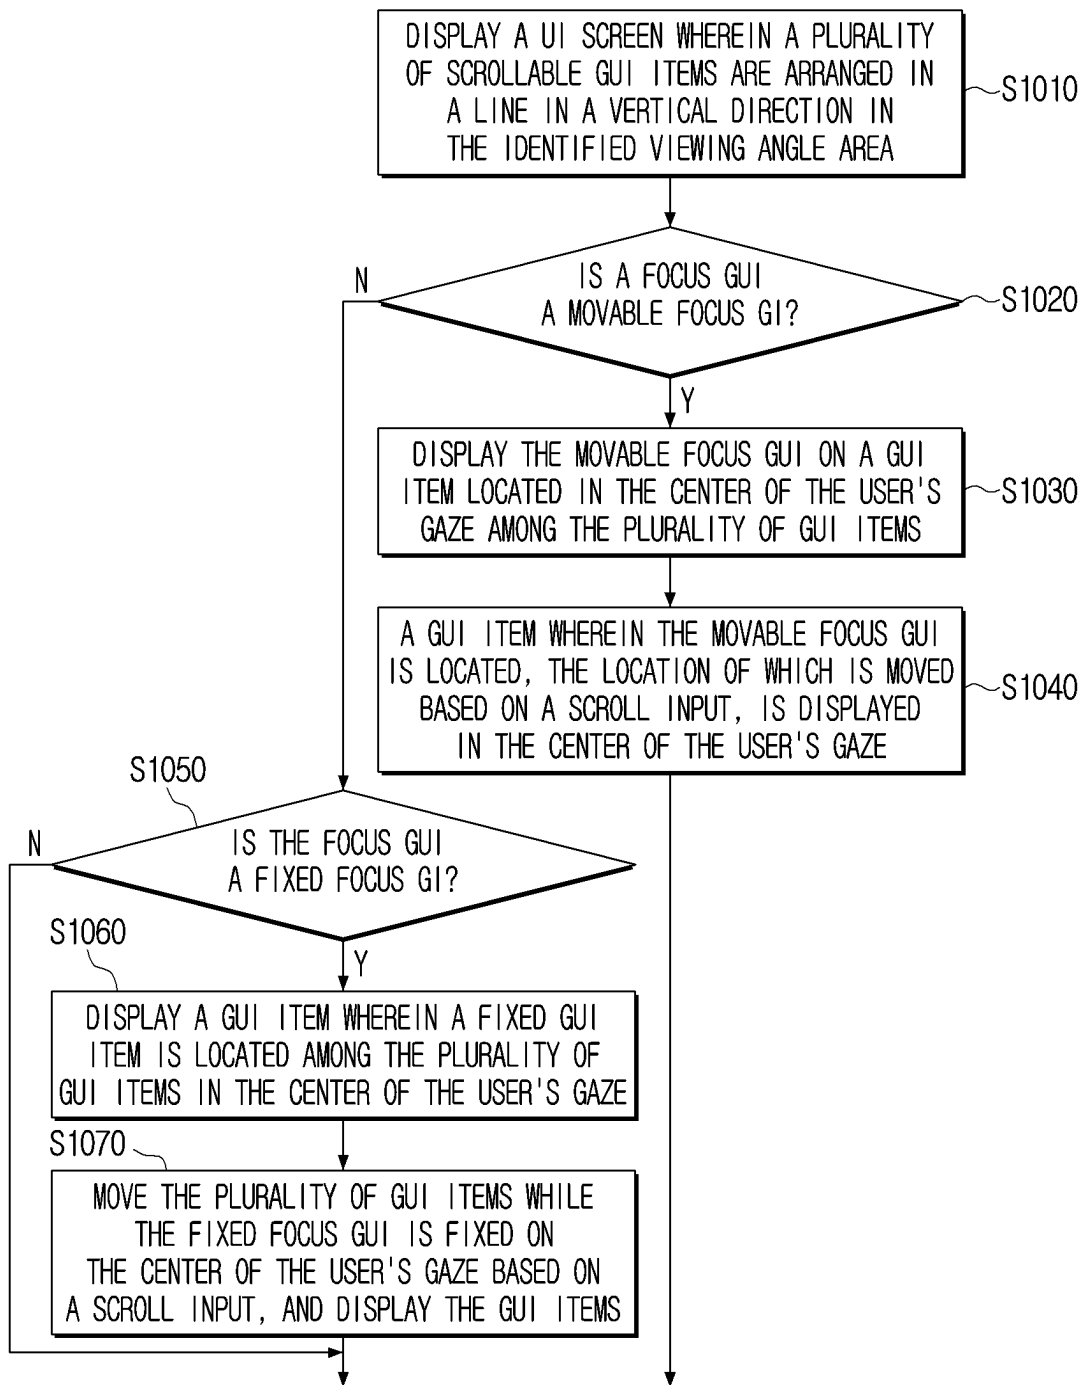 DISPLAY A UI SCREEN WHEREIN A PLURALITY
OF SCROLLABLE GUI ITEMS ARE ARRANGED IN
A LINE IN A VERTICAL DIRECTION IN
THE IDENTIFIED VIEWING ANGLE AREA
S1010
N
IS A FOCUS GUI
A MOVABLE FOCUS GI?
S1020
Y
DISPLAY THE MOVABLE FOCUS GUI ON A GUI
ITEM LOCATED IN THE CENTER OF THE USER'S
GAZE AMONG THE PLURALITY OF GUI ITEMS
S1030
A GUI ITEM WHEREIN THE MOVABLE FOCUS GUI
IS LOCATED, THE LOCATION OF WHICH IS MOVED
BASED ON A SCROLL INPUT, IS DISPLAYED
IN THE CENTER OF THE USER'S GAZE
S1040
S1050
N
IS THE FOCUS GUI
A FIXED FOCUS GI?
S1060
Y
DISPLAY A GUI ITEM WHEREIN A FIXED GUI
ITEM IS LOCATED AMONG THE PLURALITY OF
GUI ITEMS IN THE CENTER OF THE USER'S GAZE
S1070
MOVE THE PLURALITY OF GUI ITEMS WHILE
THE FIXED FOCUS GUI IS FIXED ON
THE CENTER OF THE USER'S GAZE BASED ON
A SCROLL INPUT, AND DISPLAY THE GUI ITEMS